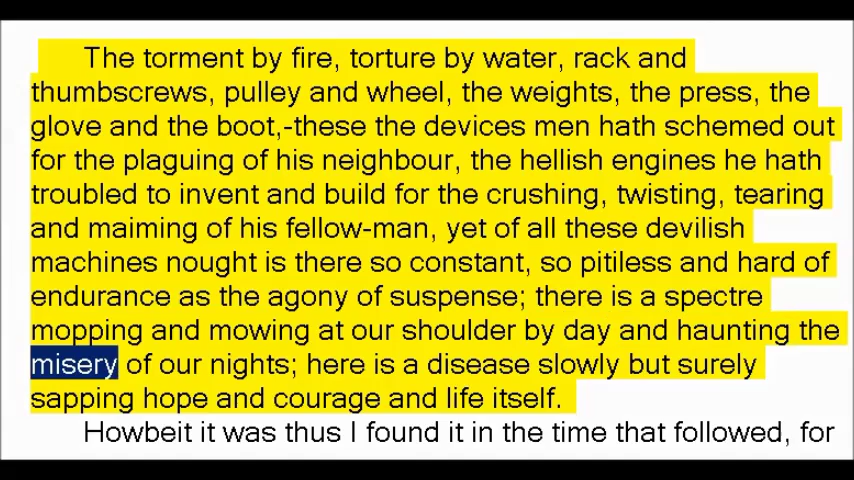 The torment by fire, torture by water, rack and
thumbscrews, pulley and wheel, the weights, the press, the
glove and the boot,-these the devices men hath schemed out
for the plaguing of his neighbour, the hellish engines he hath
troubled to invent and build for the crushing, twisting, tearing
and maiming of his fellow-man, yet of all these devilish
machines nought is there so constant, so pitiless and hard of
endurance as the agony of suspense; there is a spectre
mopping and mowing at our shoulder by day and haunting the
misery of our nights; here is a disease slowly but surely
sapping hope and courage and life itself.
Howbeit it was thus I found it in the time that followed, for